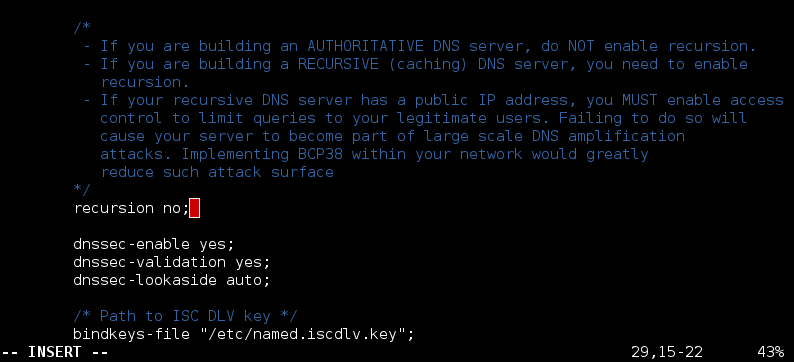 /*
- If you are building an AUTHORITATIVE DNS server, do NOT enable recursion.
- If you are building a RECURSIVE (caching) DNS server, you need to enable
recursion.
- If your recursive DNS server has a public IP address, you MUST enable access
control to limit queries to your legitimate users. Failing to do so will
cause your server to become part of large scale DNS amplification
attacks. Implementing BCP38 within your network would greatly
reduce such attack surface
*/
recursion no;
dnssec-enable yes;
dnssec-validation yes;
dnssec-lookaside auto;
/* Path to ISC DLV key */
bindkeys-file "/etc/named.iscdlv.key";
-- INSERT -- 29,15-22 43%